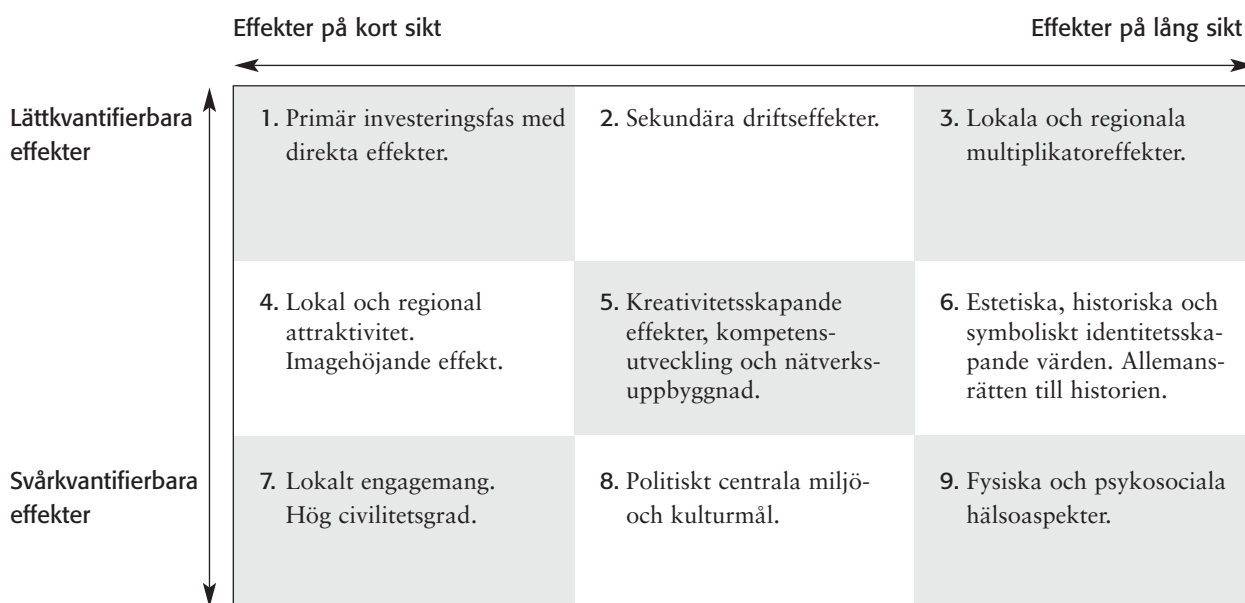 Effekter på kort sikt
Effekter på lång sikt
Lättkvantifierbara
effekter
1. Primär investeringsfas med
direkta effekter.
2. Sekundära driftseffekter.
3. Lokala och regionala
multiplikatoreffekter.
4. Lokal och regional
attraktivitet.
Imagehöjande effekt.
5. Kreativitetsskapande
effekter, kompetens-
utveckling och nätverks-
uppbyggnad.
6. Estetiska, historiska och
symboliskt identitetsska-
pande värden. Allemans-
rätten till historien.
Svårkvantifierbara
effekter
7. Lokalt engagemang.
Hög civilitetsgrad.
8. Politiskt centrala miljö-
och kulturmål.
9. Fysiska och psykosociala
hälsoaspekter.